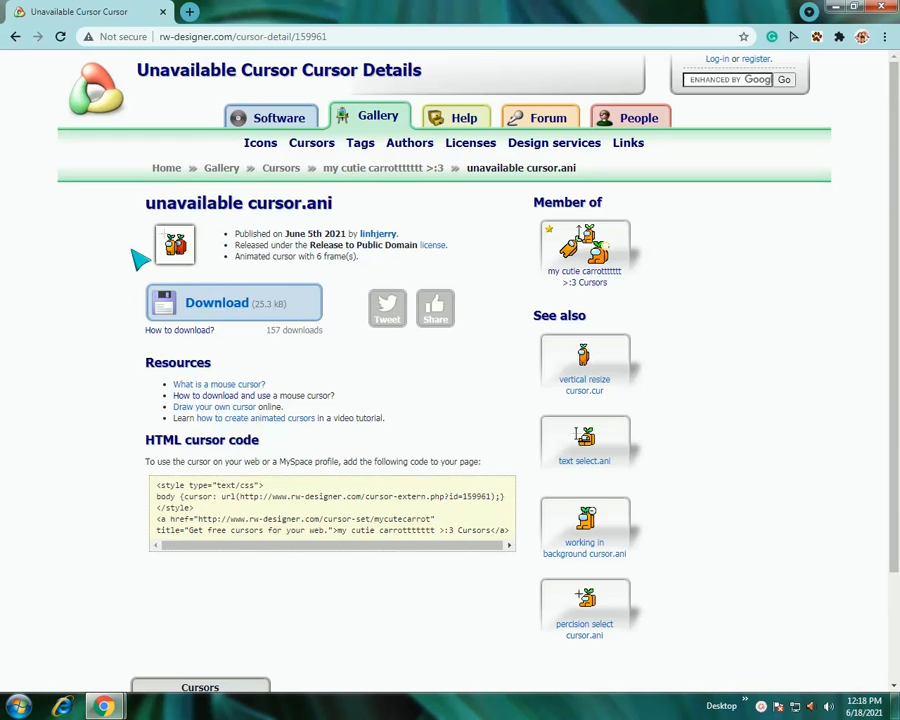 Unavailable Cursor Cursor
Not secure | rw-designer.com/cursor-detail/159961
Unavailable Cursor Cursor Details
Log-in or register.
ENHANCED BY Goog
Go
Software
Gallery
Help
Forum
People
Icons Cursors Tags Authors Licenses Design services Links
Home » Gallery » Cursors » my cutie carrottttttt >:3 » unavailable cursor.ani
unavailable cursor.ani
• Published on June 5th 2021 by linhjerry.
• Released under the Release to Public Domain license.
• Animated cursor with 6 frame(s).
Download (25.3 kB)
How to download? 157 downloads
Tweet
Share
Resources
• What is a mouse cursor?
• How to download and use a mouse cursor?
• Draw your own cursor online.
• Learn how to create animated cursors in a video tutorial.
HTML cursor code
To use the cursor on your web or a MySpace profile, add the following code to your page:
<style type="text/css">
body {cursor: url(http://www.rw-designer.com/cursor-extern.php?id=159961);}
</style>
<a href="http://www.rw-designer.com/cursor-set/mycutecarrot"
title="Get free cursors for your web.">my cutie carrottttttt >:3 Cursors</a>
Member of
my cutie carrottttttt
>:3 Cursors
See also
vertical resize
cursor.cur
text select.ani
working in
background cursor.ani
percision select
cursor.ani
Cursors
Desktop
»
12:18 PM
6/18/2021